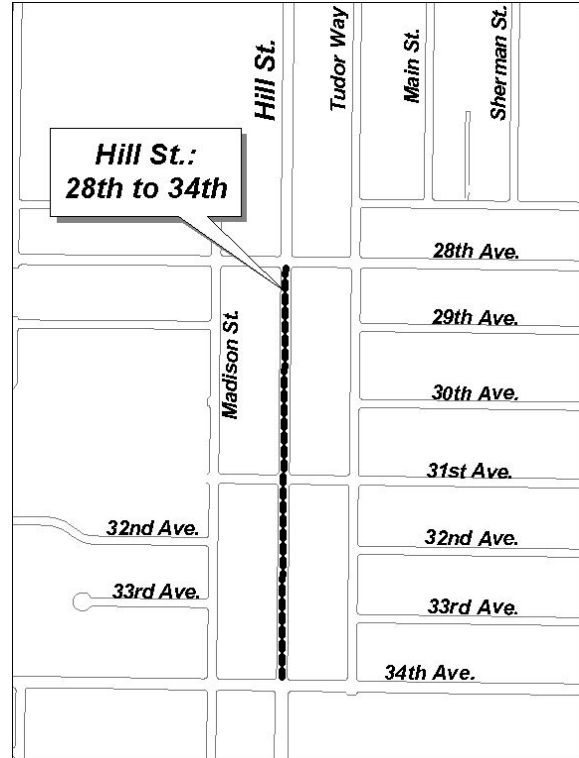 Hill St.
Tudor Way
Main St.
Sherman St.
Hill St.:
28th to 34th
28th Ave.
29th Ave.
Madison St.
30th Ave.
31st Ave.
32nd Ave.
32nd Ave.
33rd Ave.
33rd Ave.
34th Ave.